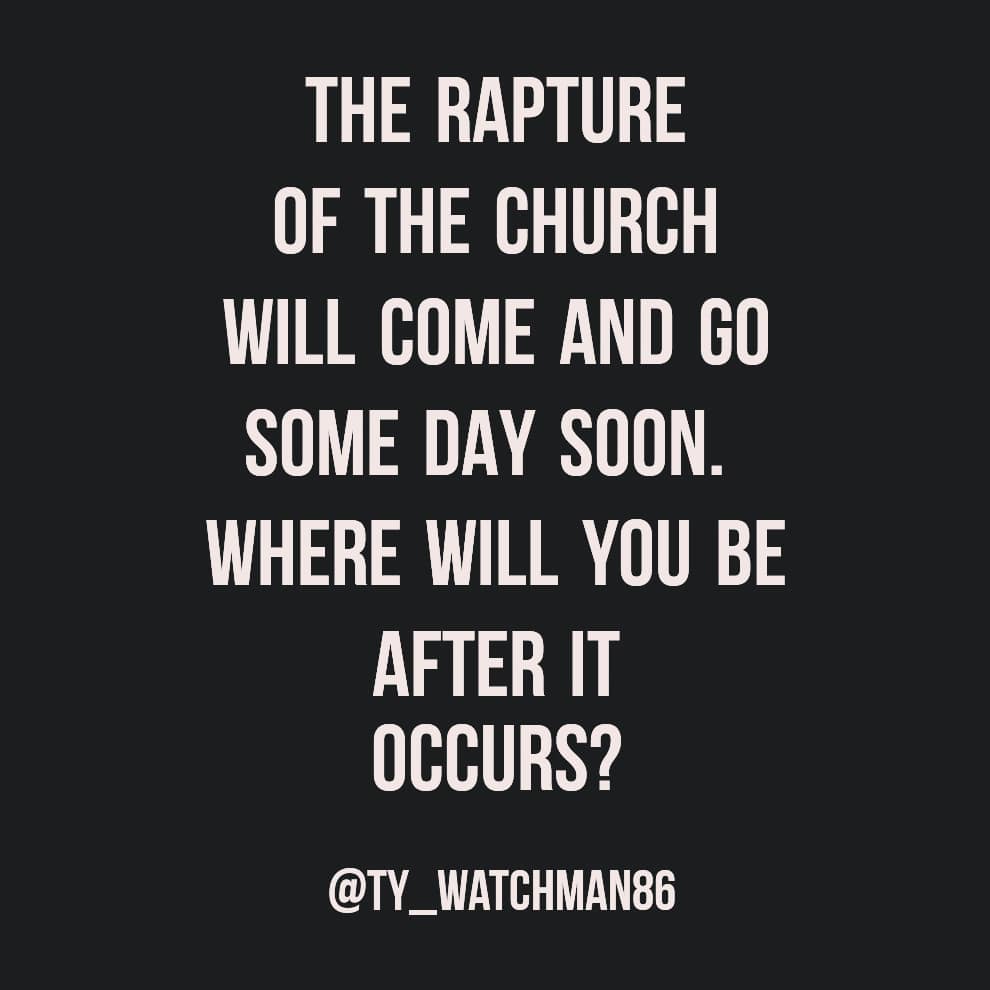 THE RAPTURE
OF THE CHURCH
WILL COME AND GO
SOME DAY SOON.
WHERE WILL YOU BE
AFTER IT
OCCURS?
@TY_WATCHMAN86